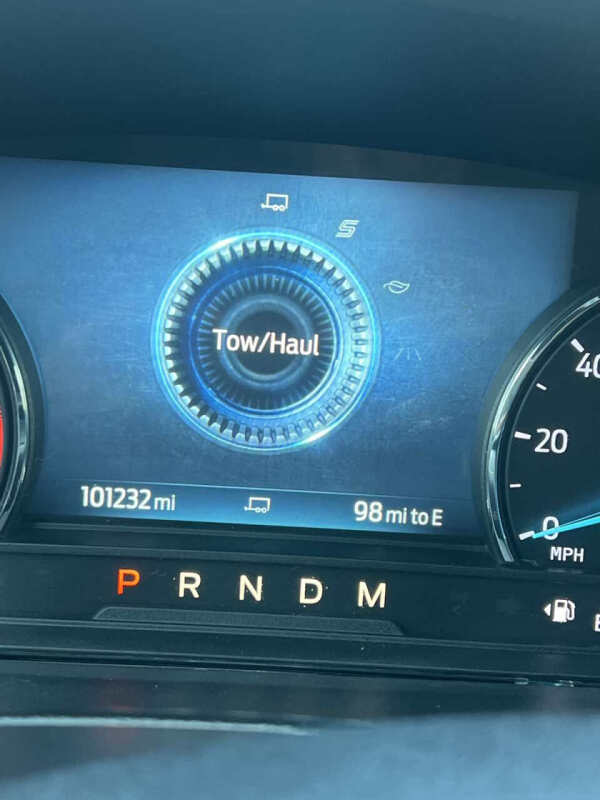 Tow/Haul
40
20
0
MPH
101232 mi
98 mi to E
P R N D M
E